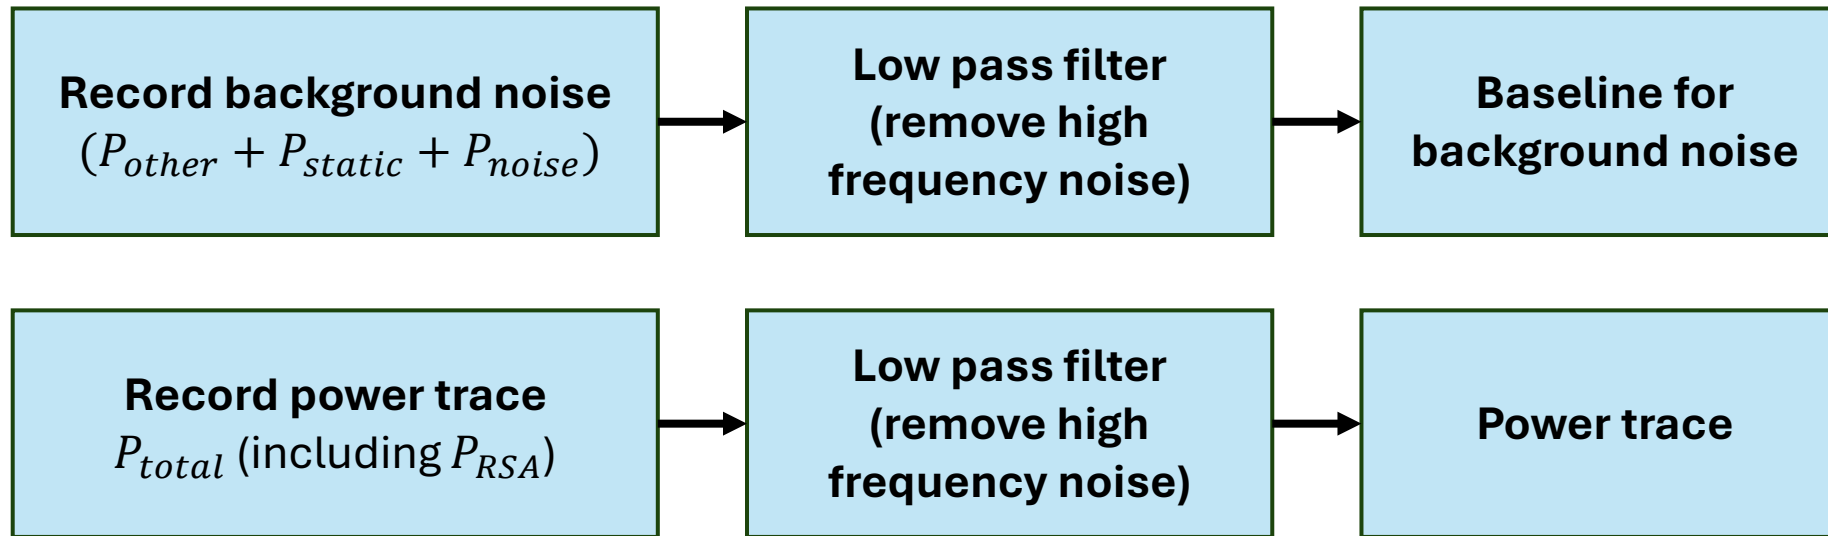 Record background noise
(P_other + P_static + P_noise)
Low pass filter
(remove high
frequency noise)
Baseline for
background noise
Record power trace
P_total (including P_RSA)
Low pass filter
(remove high
frequency noise)
Power trace